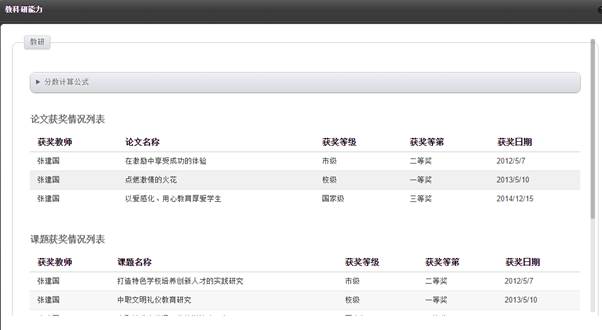 教科研能力
教研
▶ 分数计算公式
论文获奖情况列表
获奖教师 论文名称 获奖等级 获奖等第 获奖日期
张建国 在激励中享受成功的体验 市级 二等奖 2012/5/7
张建国 点燃激情的火花 校级 一等奖 2013/5/10
张建国 以爱感化、用心教育厚爱学生 国家级 三等奖 2014/12/15
课题获奖情况列表
获奖教师 课题名称 获奖等级 获奖等第 获奖日期
张建国 打造特色学校培养创新人才的实践研究 市级 二等奖 2012/5/7
张建国 中职文明礼仪教育研究 校级 一等奖 2013/5/10